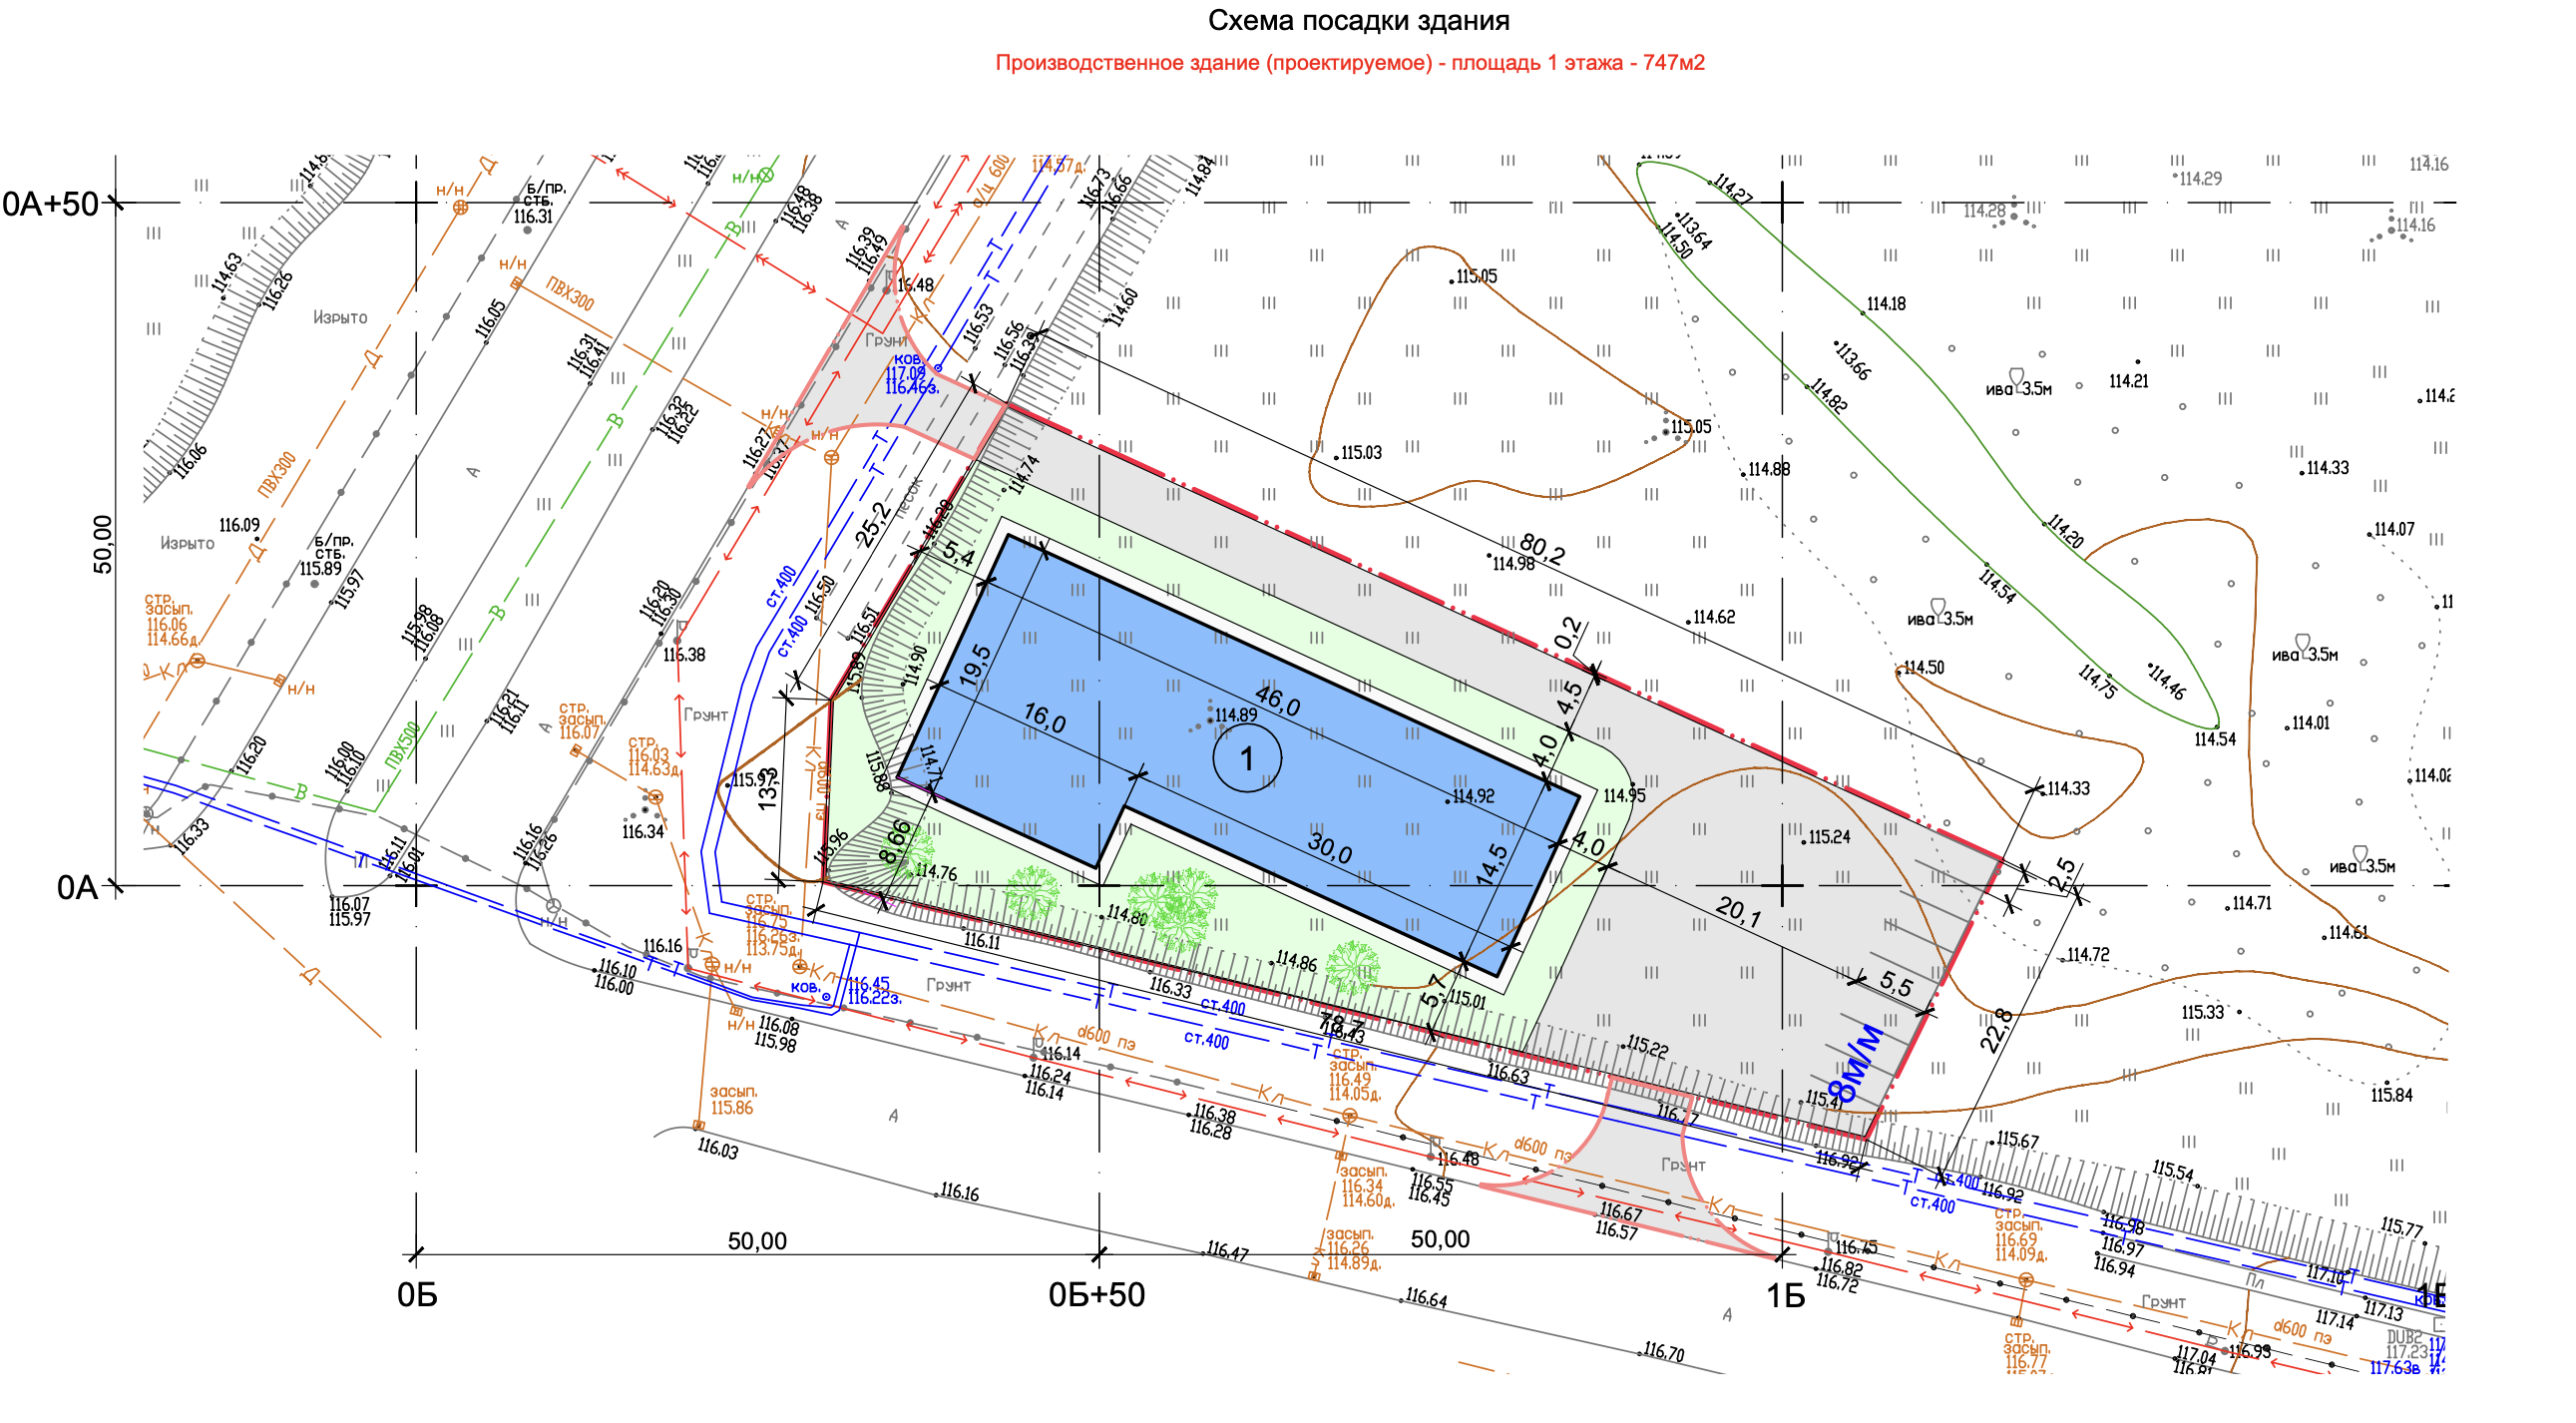 Схема посадки здания
Производственное здание (проектируемое) - площадь 1 этажа - 747м2
0А+50
50,00
0А
0Б
0Б+50
1Б
50,00
50,00
114.63
116.26
116.06
Изрыто
Изрыто
н/н
Д
б/пр.
стб.
116.31
н/н
ПВХ300
116.05
ПВХ300
Д
Д
116.09
б/пр.
стб.
115.89
115.97
116.31
116.41
116.32
116.22
115.98
116.08
116.21
116.11
116.00
116.10
116.20
116.33
стр.
засып.
116.06
114.66д.
Кл
н/н
В
В
В
В
ПВХ500
н/н
116.48
116.38
А
А
А
А
А
116.39
116.49
116.48
Грунт
ков.
117.09
116.46з.
н/н
н/н
116.27
116.37
116.20
116.30
116.38
Грунт
стр.
засып.
116.07
стр.
116.03
114.63д.
116.34
116.16
116.26
116.11
116.01
116.07
115.97
н/н
116.10
116.00
116.16
н/н
н/н
116.08
115.98
засып.
115.86
116.03
стр.
засып.
116.75
116.26з.
113.75д.
ков.
116.45
116.22з.
ц/ц 600
114.57д.
116.73
116.66
114.84
114.60
116.53
116.56
116.39
песок
116.28
114.74
116.50
116.51
115.89
114.90
115.88
114.71
115.96
114.76
ст.400
ст.400
25,2
5,4
19,5
16,0
46,0
30,0
14,5
13,3
8,66
80,2
0,2
4,5
4,0
4,0
20,1
5,5
2,5
22,8
5,7
78,7
8м/м
1
114.89
114.92
114.95
114.98
114.62
115.05
115.03
115.05
114.88
115.24
114.80
114.86
115.01
115.22
115.41
116.11
116.33
116.43
116.63
116.92
116.92
Грунт
ст.400
ст.400
ст.400
ст.400
Кл
d600 пэ
Кл
d600 пэ
Кл
Кл
Кл
d600 пэ
116.14
116.24
116.14
116.38
116.28
116.48
116.55
116.45
116.67
116.57
Грунт
116.75
116.82
116.72
стр.
засып.
116.49
114.05д.
засып.
116.34
114.60д.
засып.
116.26
114.89д.
116.16
116.47
116.64
116.70
стр.
засып.
116.69
114.09д.
стр.
засып.
116.77
114.27
113.64
114.50
114.18
113.66
114.82
114.20
114.54
114.75
114.46
114.54
114.50
114.33
114.28
114.29
114.16
114.16
114.21
114.33
114.07
114.01
114.71
114.61
114.72
ива 3.5м
ива 3.5м
ива 3.5м
ива 3.5м
115.33
115.84
115.67
115.54
115.77
116.98
116.97
116.94
117.10
117.13
117.14
Пл
Грунт
117.04
116.93
DUB2
117.23
117.63в